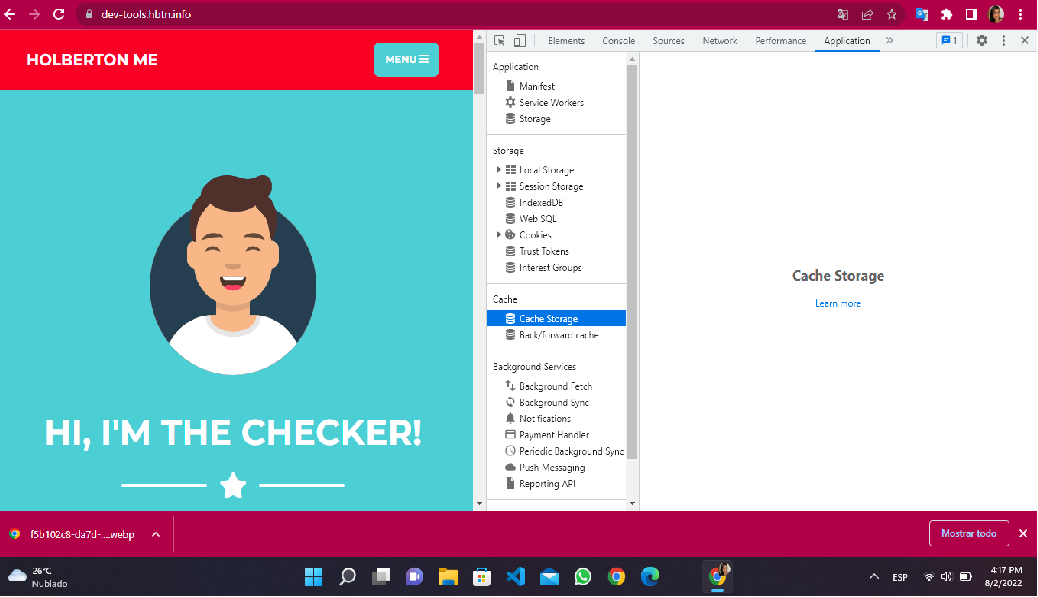 dev-tools.hbtn.info
HOLBERTON ME
MENU
HI, I'M THE CHECKER!
Elements Console Sources Network Performance Application » 1
Application
Manifest
Service Workers
Storage
Storage
Local Storage
Session Storage
IndexedDB
Web SQL
Cookies
Trust Tokens
Interest Groups
Cache
Cache Storage
Back/forward cache
Background Services
Background Fetch
Background Sync
Notifications
Payment Handler
Periodic Background Sync
Push Messaging
Reporting API
Cache Storage
Learn more
f5b102c8-da7d-....webp
Mostrar todo
26°C
Nublado
ESP
4:17 PM
8/2/2022